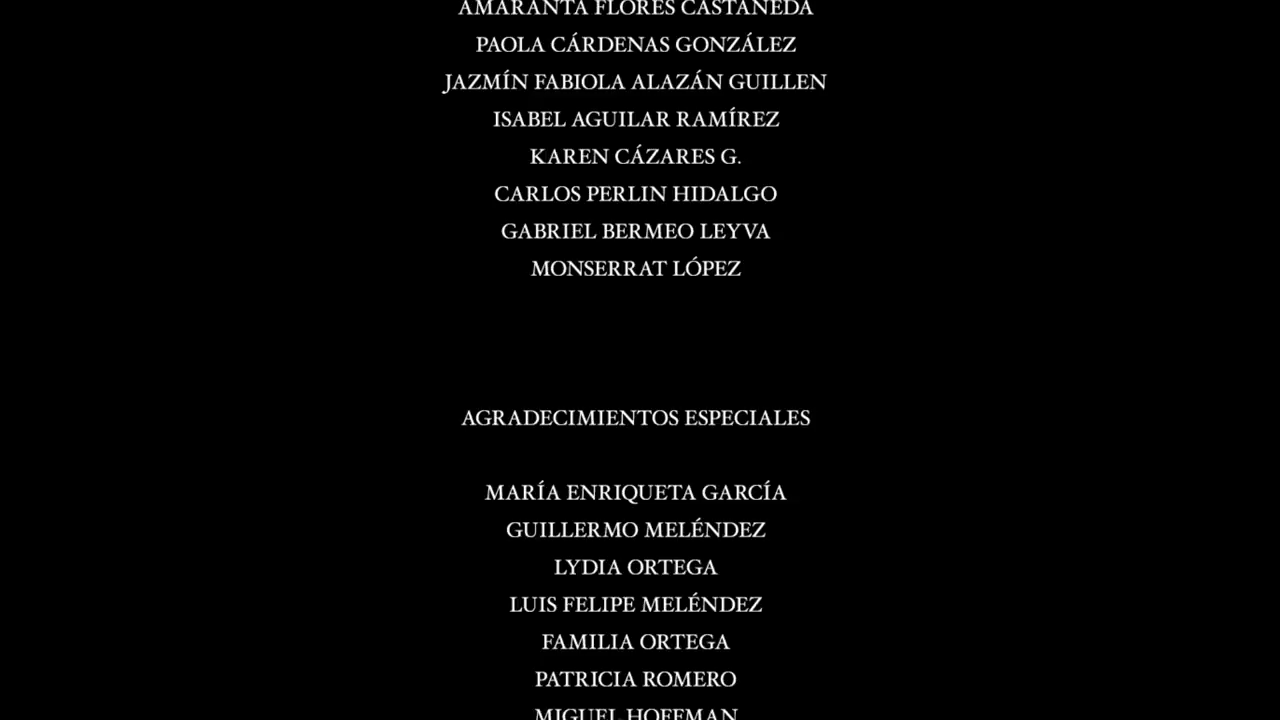 AMARANTA FLORES CASTAÑEDA
PAOLA CÁRDENAS GONZÁLEZ
JAZMÍN FABIOLA ALAZÁN GUILLEN
ISABEL AGUILAR RAMÍREZ
KAREN CÁZARES G.
CARLOS PERLIN HIDALGO
GABRIEL BERMEO LEYVA
MONSERRAT LÓPEZ
AGRADECIMIENTOS ESPECIALES
MARÍA ENRIQUETA GARCÍA
GUILLERMO MELÉNDEZ
LYDIA ORTEGA
LUIS FELIPE MELÉNDEZ
FAMILIA ORTEGA
PATRICIA ROMERO
MIGUEL HOFFMAN